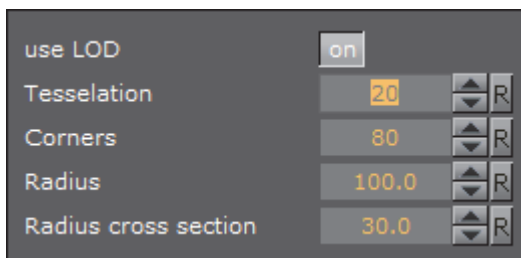 use LOD on
Tesselation 20 R
Corners 80 R
Radius 100.0 R
Radius cross section 30.0 R